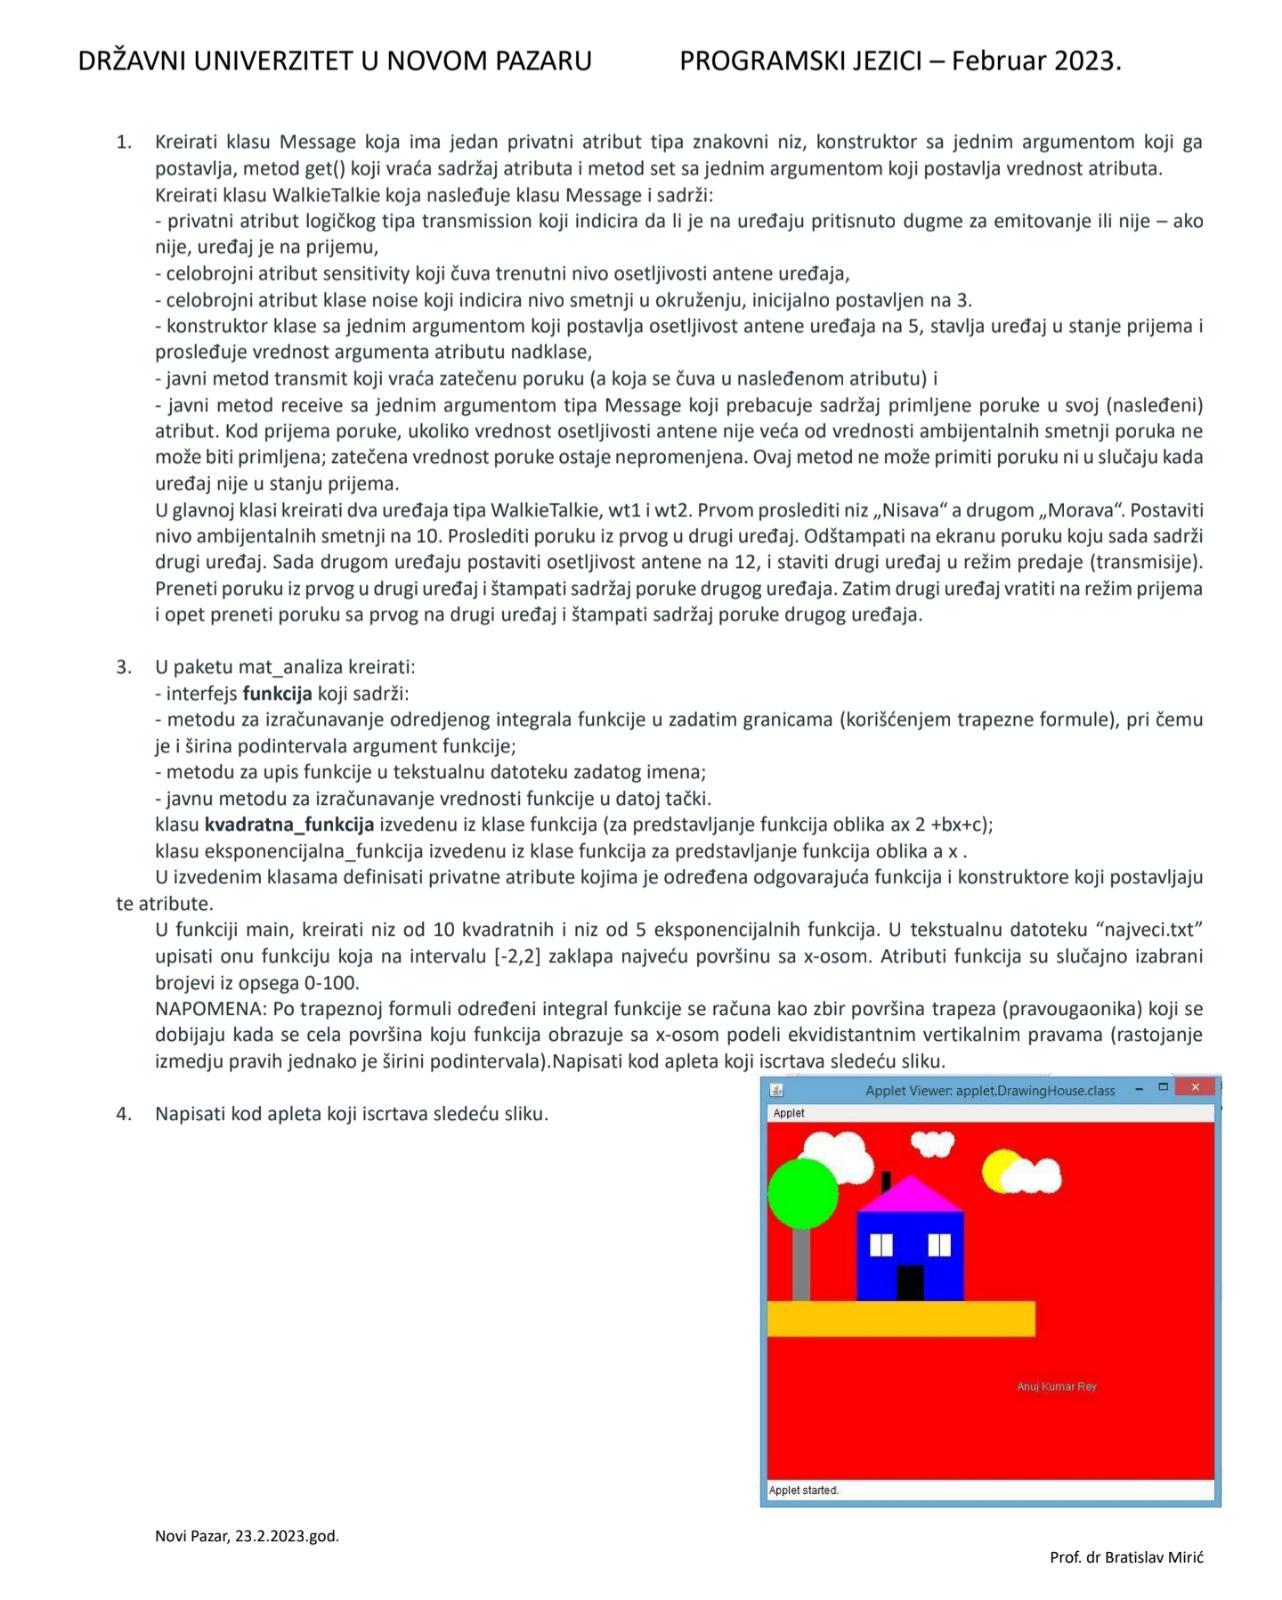 DRŽAVNI UNIVERZITET U NOVOM PAZARU PROGRAMSKI JEZICI – Februar 2023.
1. Kreirati klasu Message koja ima jedan privatni atribut tipa znakovni niz, konstruktor sa jednim argumentom koji ga
postavlja, metod get() koji vraća sadržaj atributa i metod set sa jednim argumentom koji postavlja vrednost atributa.
Kreirati klasu WalkieTalkie koja nasleđuje klasu Message i sadrži:
- privatni atribut logičkog tipa transmission koji indicira da li je na uređaju pritisnuto dugme za emitovanje ili nije – ako
nije, uređaj je na prijemu,
- celobrojni atribut sensitivity koji čuva trenutni nivo osetljivosti antene uređaja,
- celobrojni atribut klase noise koji indicira nivo smetnji u okruženju, inicijalno postavljen na 3.
- konstruktor klase sa jednim argumentom koji postavlja osetljivost antene uređaja na 5, stavlja uređaj u stanje prijema i
prosleđuje vrednost argumenta atributu nadklase,
- javni metod transmit koji vraća zatečenu poruku (a koja se čuva u nasleđenom atributu) i
- javni metod receive sa jednim argumentom tipa Message koji prebacuje sadržaj primljene poruke u svoj (nasleđeni)
atribut. Kod prijema poruke, ukoliko vrednost osetljivosti antene nije veća od vrednosti ambijentalnih smetnji poruka ne
može biti primljena; zatečena vrednost poruke ostaje nepromenjena. Ovaj metod ne može primiti poruku ni u slučaju kada
uređaj nije u stanju prijema.
U glavnoj klasi kreirati dva uređaja tipa WalkieTalkie, wt1 i wt2. Prvom proslediti niz „Nisava“ a drugom „Morava“. Postaviti
nivo ambijentalnih smetnji na 10. Proslediti poruku iz prvog u drugi uređaj. Odštampati na ekranu poruku koju sada sadrži
drugi uređaj. Sada drugom uređaju postaviti osetljivost antene na 12, i staviti drugi uređaj u režim predaje (transmisije).
Preneti poruku iz prvog u drugi uređaj i štampati sadržaj poruke drugog uređaja. Zatim drugi uređaj vratiti na režim prijema
i opet preneti poruku sa prvog na drugi uređaj i štampati sadržaj poruke drugog uređaja.
3. U paketu mat_analiza kreirati:
- interfejs funkcija koji sadrži:
- metodu za izračunavanje odredjenog integrala funkcije u zadatim granicama (korišćenjem trapezne formule), pri čemu
je i širina podintervala argument funkcije;
- metodu za upis funkcije u tekstualnu datoteku zadatog imena;
- javnu metodu za izračunavanje vrednosti funkcije u datoj tački.
klasu kvadratna_funkcija izvedenu iz klase funkcija (za predstavljanje funkcija oblika ax 2 +bx+c);
klasu eksponencijalna_funkcija izvedenu iz klase funkcija za predstavljanje funkcija oblika a x .
U izvedenim klasama definisati privatne atribute kojima je određena odgovarajuća funkcija i konstruktore koji postavljaju
te atribute.
U funkciji main, kreirati niz od 10 kvadratnih i niz od 5 eksponencijalnih funkcija. U tekstualnu datoteku “najveci.txt”
upisati onu funkciju koja na intervalu [-2,2] zaklapa najveću površinu sa x-osom. Atributi funkcija su slučajno izabrani
brojevi iz opsega 0-100.
NAPOMENA: Po trapeznoj formuli određeni integral funkcije se računa kao zbir površina trapeza (pravougaonika) koji se
dobijaju kada se cela površina koju funkcija obrazuje sa x-osom podeli ekvidistantnim vertikalnim pravama (rastojanje
izmedju pravih jednako je širini podintervala).Napisati kod apleta koji iscrtava sledeću sliku.
4. Napisati kod apleta koji iscrtava sledeću sliku.
Applet Viewer: applet.DrawingHouse.class
Applet
Anuj Kumar Rey
Applet started.
Novi Pazar, 23.2.2023.god.
Prof. dr Bratislav Mirić